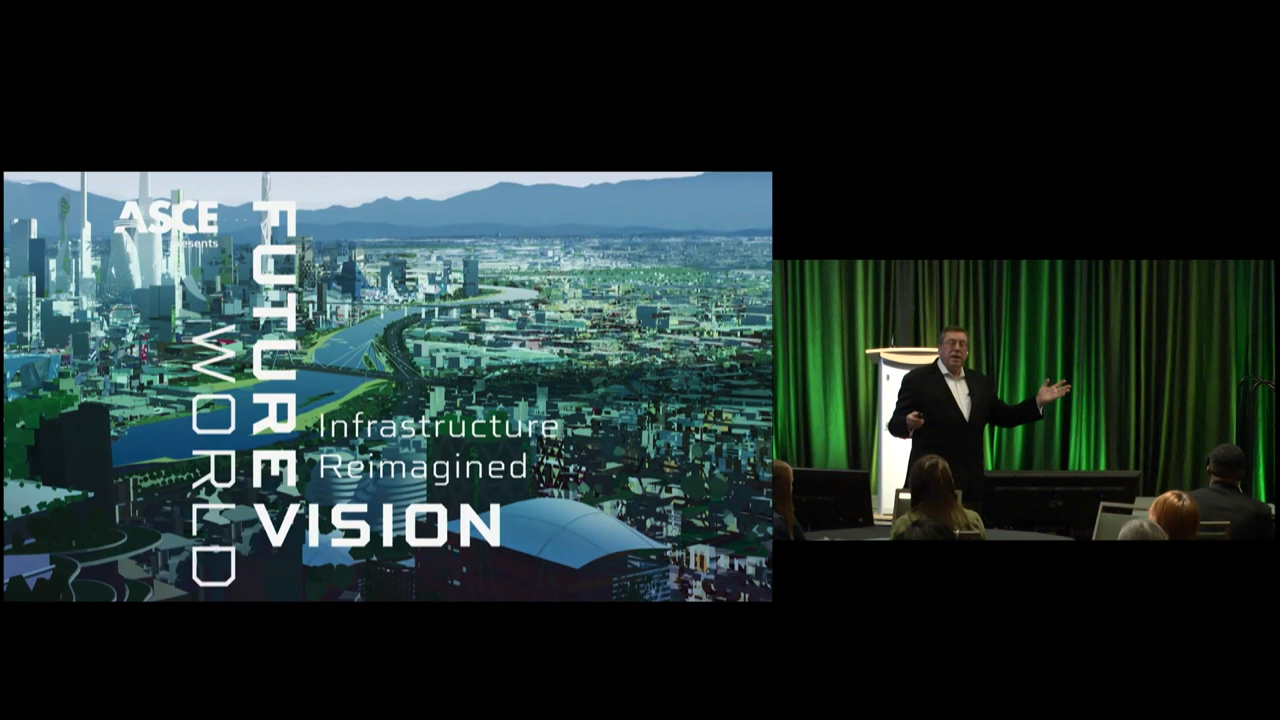 ASCE
presents
FUTURE
WORLD
VISION
Infrastructure
Reimagined